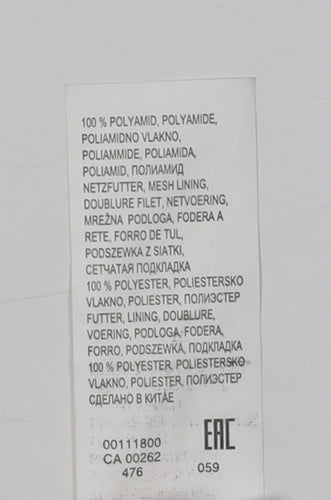 100 % POLYAMID, POLYAMIDE,
POLIAMIDNO VLAKNO,
POLIAMMIDE, POLIAMIDA,
POLIAMID, ПОЛИАМИД
NETZFUTTER, MESH LINING,
DOUBLURE FILET, NETVOERING,
MREŽNA PODLOGA, FODERA A
RETE, FORRO DE TUL,
PODSZEWKA Z SIATKI,
СЕТЧАТАЯ ПОДКЛАДКА
100 % POLYESTER, POLIESTERSKO
VLAKNO, POLIESTER, ПОЛИЭСТЕР
FUTTER, LINING, DOUBLURE,
VOERING, PODLOGA, FODERA,
FORRO, PODSZEWKA, ПОДКЛАДКА
100 % POLYESTER, POLIESTERSKO
VLAKNO, POLIESTER, ПОЛИЭСТЕР
СДЕЛАНО В КИТАЕ
00111800
CA 00262
476
EAC
059